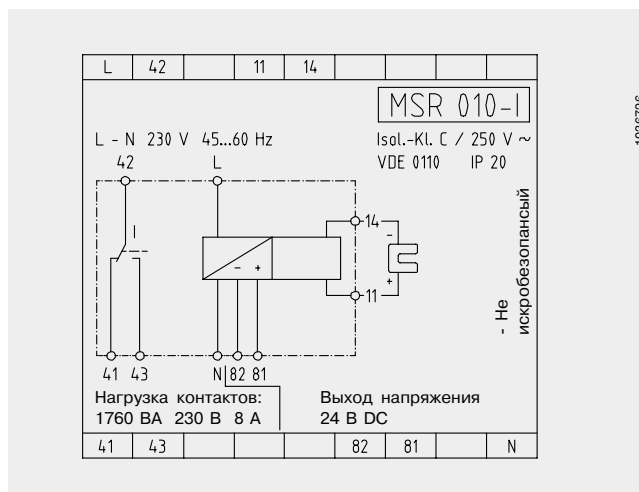 L 42 11 14
MSR 010-I
L - N 230 V 45...60 Hz
Isol.-Kl. C / 250 V ~
VDE 0110 IP 20
42 L
I
14
-
- +
+
11
- Не
искробезопансый
41 43 N 82 81
Нагрузка контактов:
1760 ВА 230 В 8 А
Выход напряжения
24 В DC
41 43 82 81 N